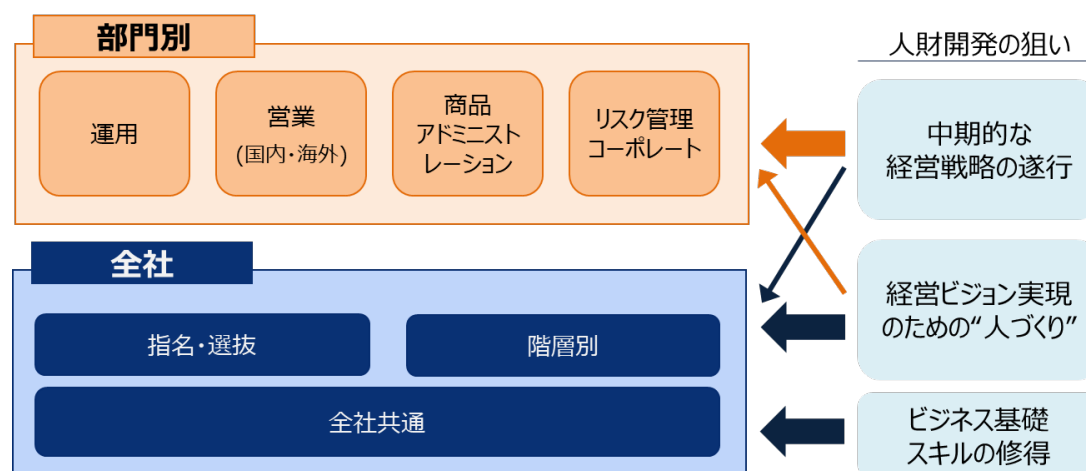 部門別
運用
営業
(国内・海外)
商品
アドミニスト
レーション
リスク管理
コーポレート
人財開発の狙い
中期的な
経営戦略の遂行
全社
指名・選抜
階層別
全社共通
経営ビジョン実現
のための“人づくり”
ビジネス基礎
スキルの修得